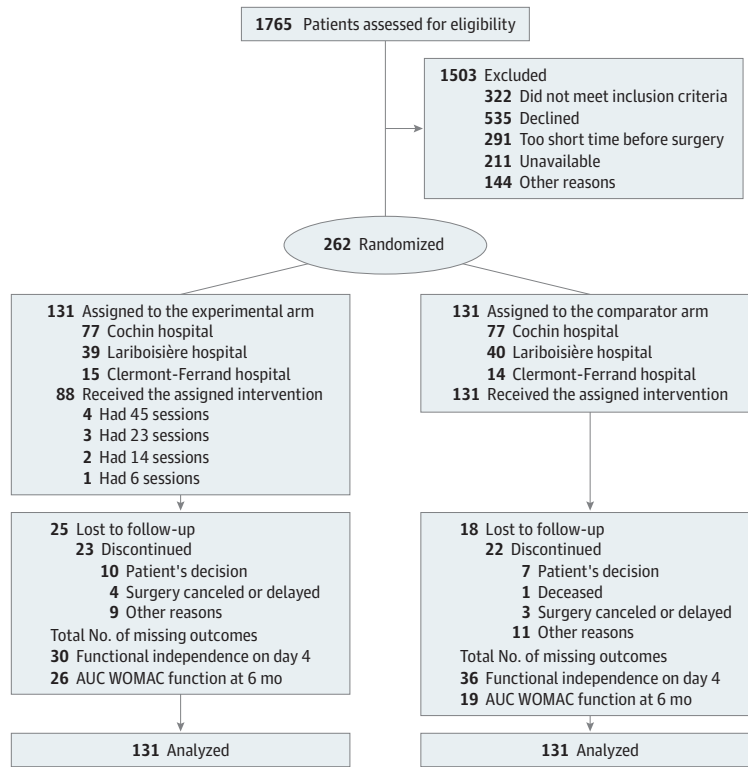 1765 Patients assessed for eligibility
1503 Excluded
322 Did not meet inclusion criteria
535 Declined
291 Too short time before surgery
211 Unavailable
144 Other reasons
262 Randomized
131 Assigned to the experimental arm
77 Cochin hospital
39 Lariboisière hospital
15 Clermont-Ferrand hospital
88 Received the assigned intervention
4 Had 45 sessions
3 Had 23 sessions
2 Had 14 sessions
1 Had 6 sessions
131 Assigned to the comparator arm
77 Cochin hospital
40 Lariboisière hospital
14 Clermont-Ferrand hospital
131 Received the assigned intervention
25 Lost to follow-up
23 Discontinued
10 Patient's decision
4 Surgery canceled or delayed
9 Other reasons
Total No. of missing outcomes
30 Functional independence on day 4
26 AUC WOMAC function at 6 mo
18 Lost to follow-up
22 Discontinued
7 Patient's decision
1 Deceased
3 Surgery canceled or delayed
11 Other reasons
Total No. of missing outcomes
36 Functional independence on day 4
19 AUC WOMAC function at 6 mo
131 Analyzed
131 Analyzed